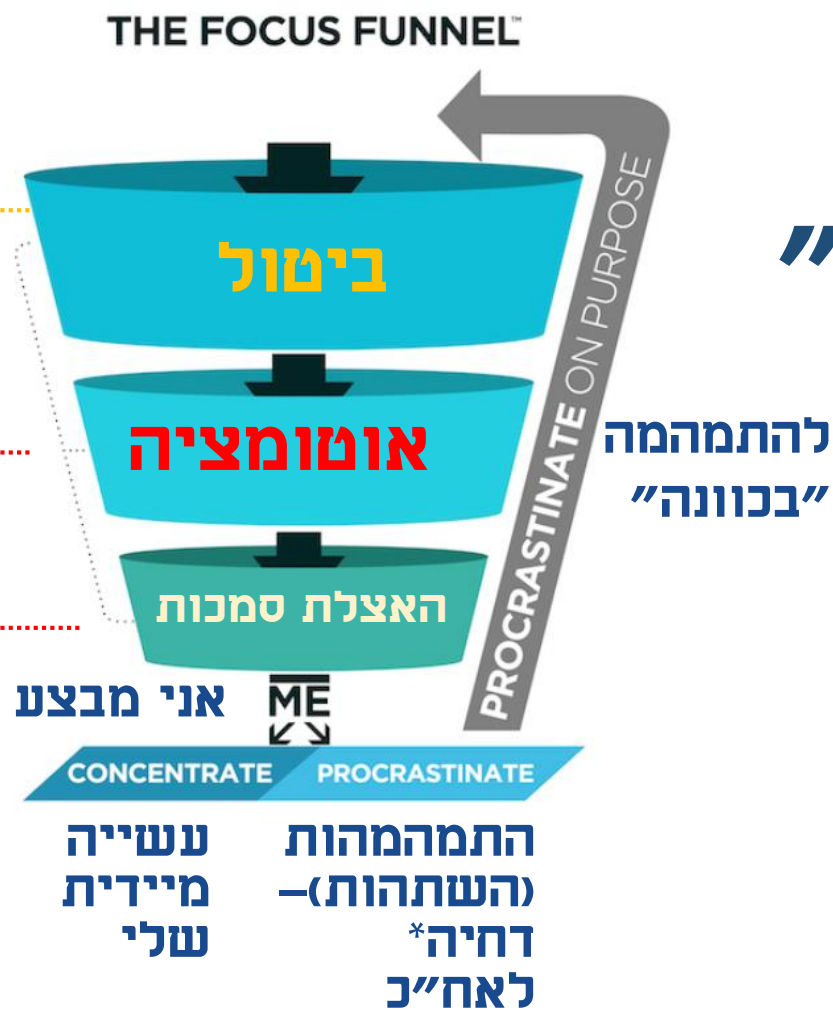 THE FOCUS FUNNEL™
ביטול
״
אוטומציה
להתמהמה
״בכוונה״
PROCRASTINATE ON PURPOSE
האצלת סמכות
אני מבצע
ME
CONCENTRATE
PROCRASTINATE
עשייה
מיידית
שלי
התמהמהות
(השתהות)–
דחיה*
לאח״כ